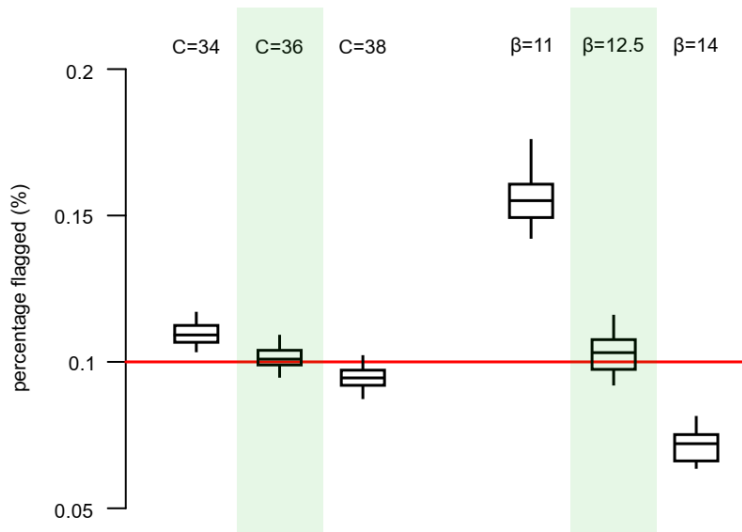 C=34 C=36 C=38 β=11 β=12.5 β=14
0.2
0.15
0.1
0.05
percentage flagged (%)